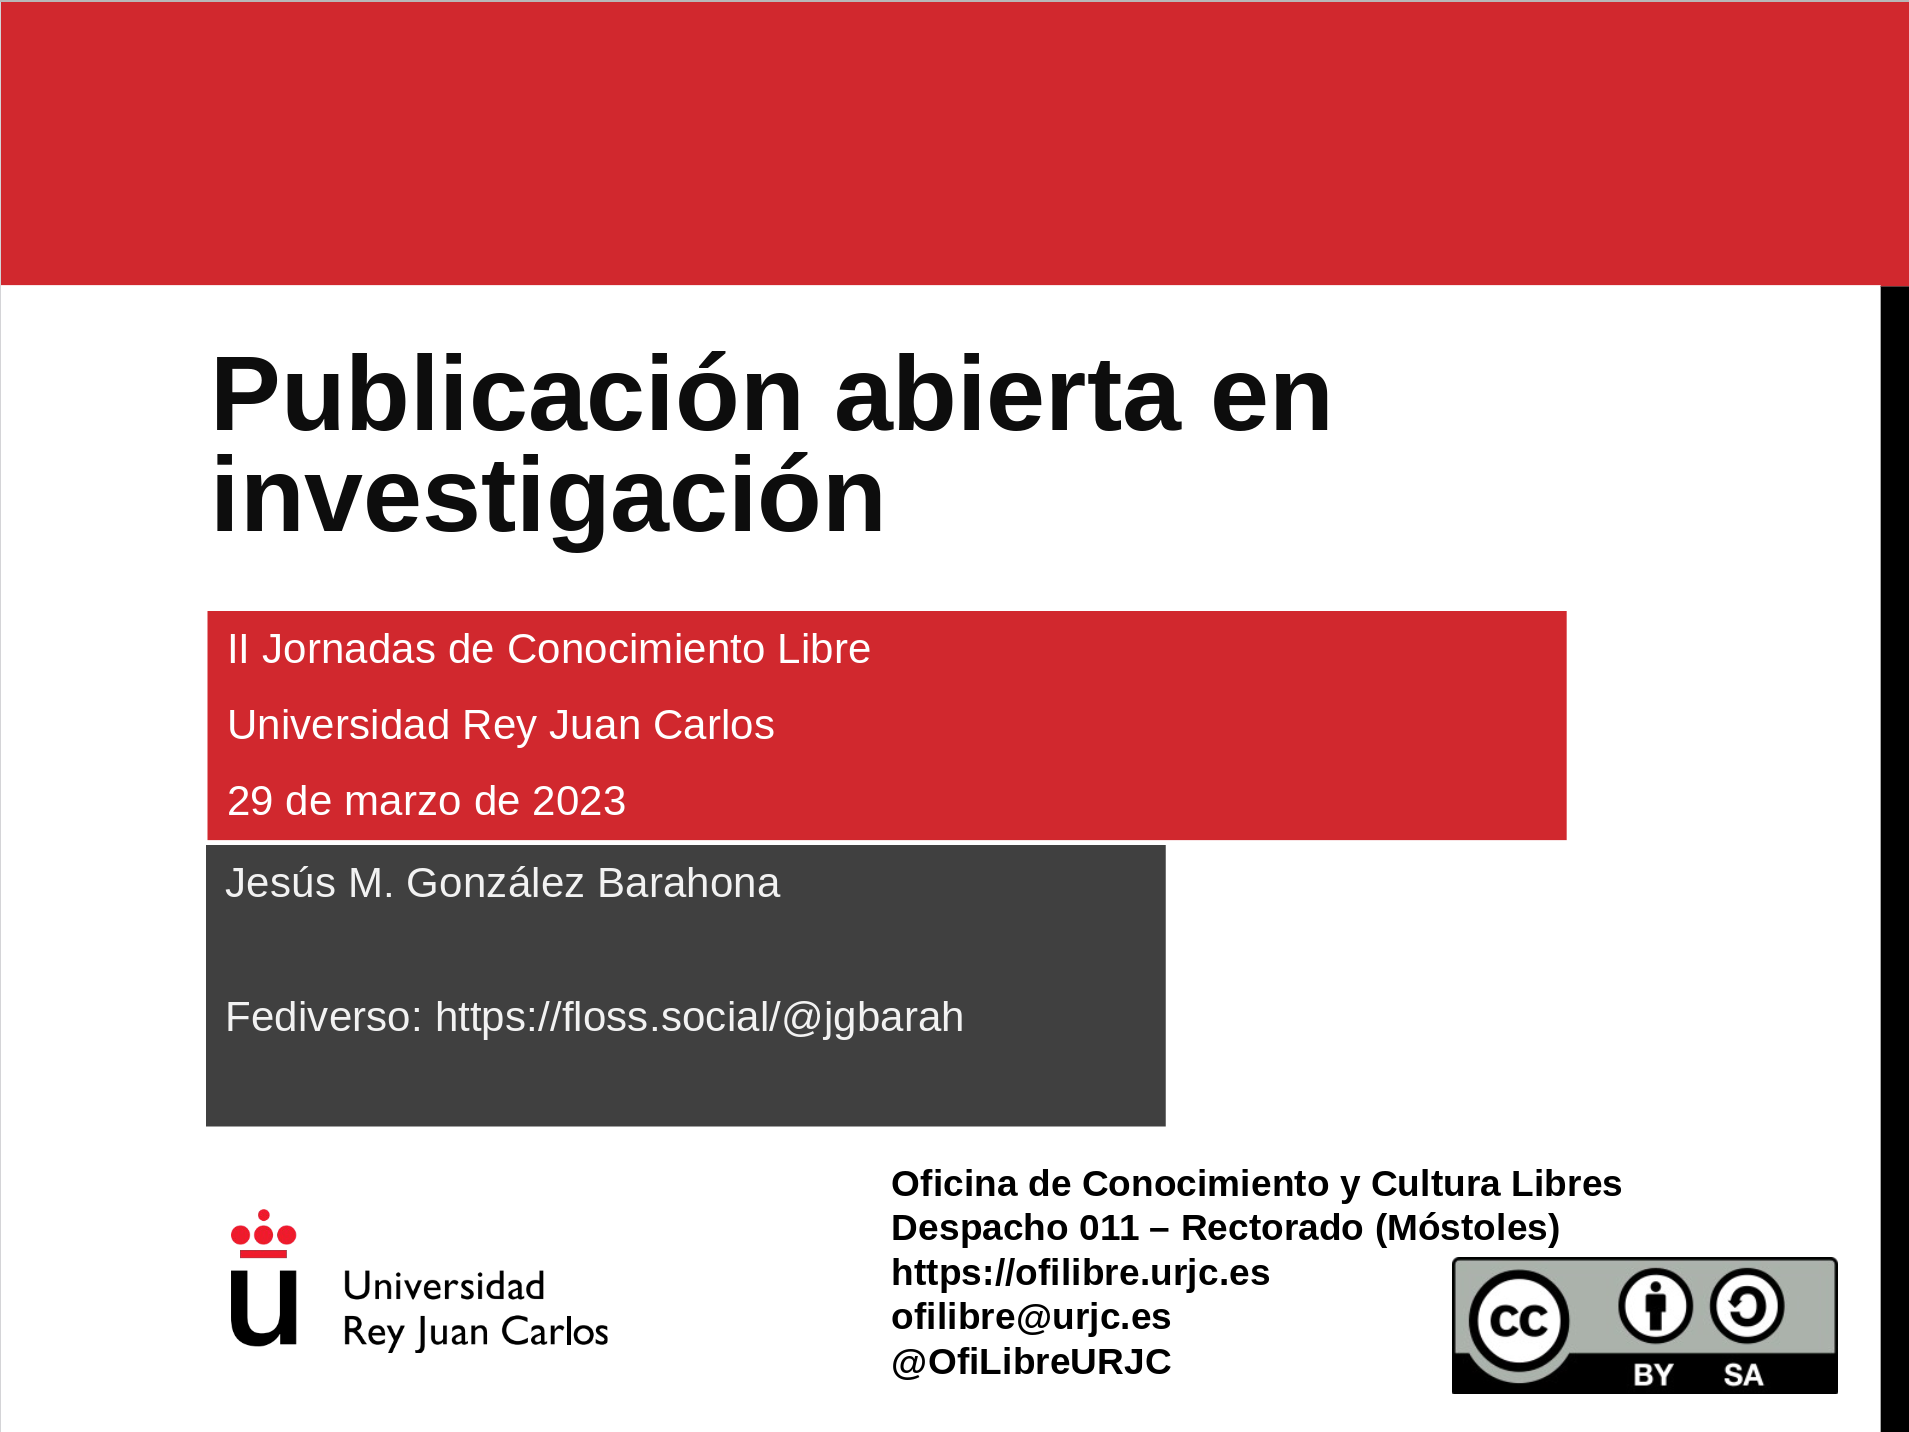 Publicación abierta en
investigación
II Jornadas de Conocimiento Libre
Universidad Rey Juan Carlos
29 de marzo de 2023
Jesús M. González Barahona
Fediverso: https://floss.social/@jgbarah
Oficina de Conocimiento y Cultura Libres
Despacho 011 – Rectorado (Móstoles)
https://ofilibre.urjc.es
ofilibre@urjc.es
@OfiLibreURJC
u
Universidad
Rey Juan Carlos
cc
BY SA